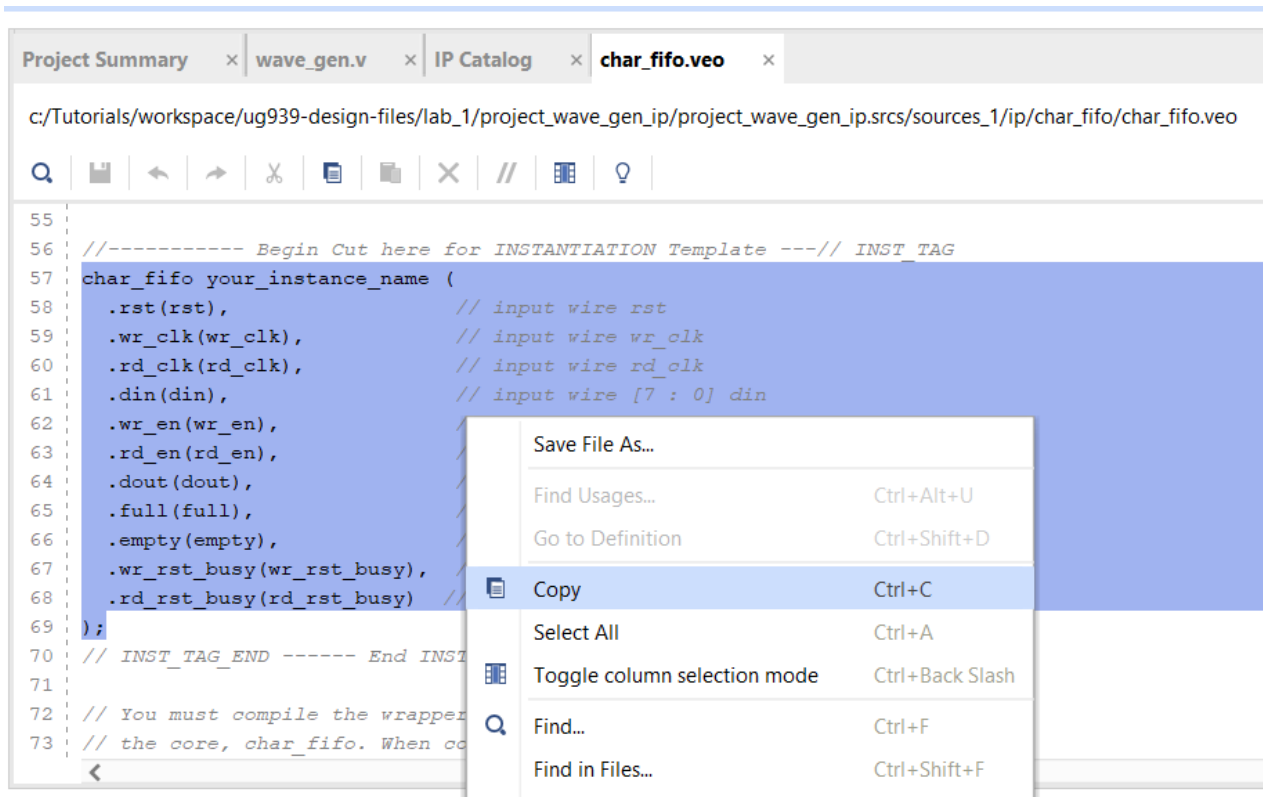 Project Summary × wave_gen.v × IP Catalog × char_fifo.veo ×
c:/Tutorials/workspace/ug939-design-files/lab_1/project_wave_gen_ip/project_wave_gen_ip.srcs/sources_1/ip/char_fifo/char_fifo.veo
55
56 //----------- Begin Cut here for INSTANTIATION Template ---// INST_TAG
57 char_fifo your_instance_name (
58 .rst(rst), // input wire rst
59 .wr_clk(wr_clk), // input wire wr_clk
60 .rd_clk(rd_clk), // input wire rd_clk
61 .din(din), // input wire [7 : 0] din
62 .wr_en(wr_en), /
63 .rd_en(rd_en), /
64 .dout(dout), /
65 .full(full), /
66 .empty(empty), /
67 .wr_rst_busy(wr_rst_busy), /
68 .rd_rst_busy(rd_rst_busy) //
69 );
70 // INST_TAG_END ------ End INST
71
72 // You must compile the wrapper
73 // the core, char_fifo. When co
Save File As...
Find Usages... Ctrl+Alt+U
Go to Definition Ctrl+Shift+D
Copy Ctrl+C
Select All Ctrl+A
Toggle column selection mode Ctrl+Back Slash
Find... Ctrl+F
Find in Files... Ctrl+Shift+F